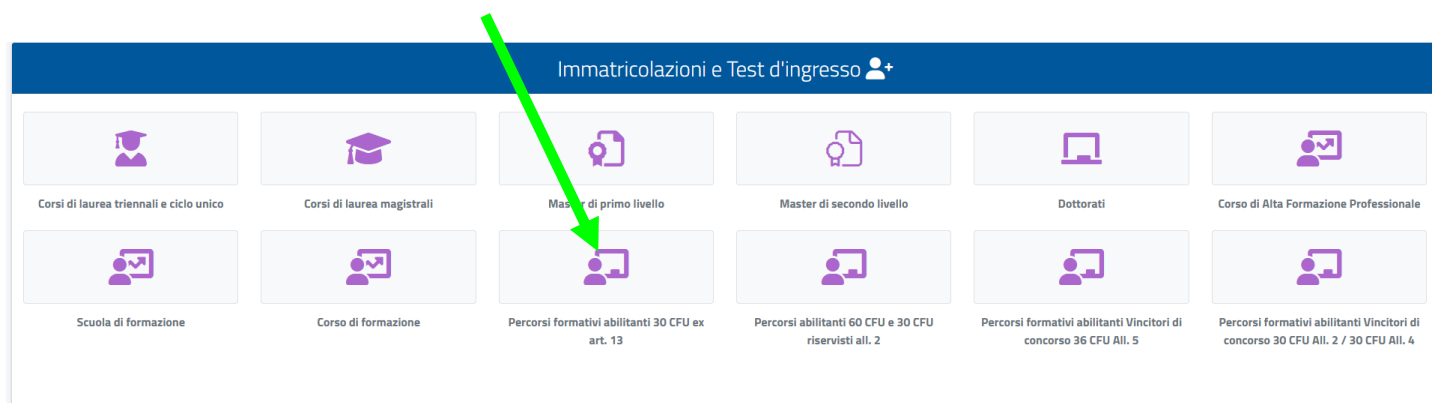 Immatricolazioni e Test d'ingresso
Corsi di laurea triennali e ciclo unico
Corsi di laurea magistrali
Master di primo livello
Master di secondo livello
Dottorati
Corso di Alta Formazione Professionale
Scuola di formazione
Corso di formazione
Percorsi formativi abilitanti 30 CFU ex
art. 13
Percorsi abilitanti 60 CFU e 30 CFU
riservisti all. 2
Percorsi formativi abilitanti Vincitori di
concorso 36 CFU All. 5
Percorsi formativi abilitanti Vincitori di
concorso 30 CFU All. 2 / 30 CFU All. 4